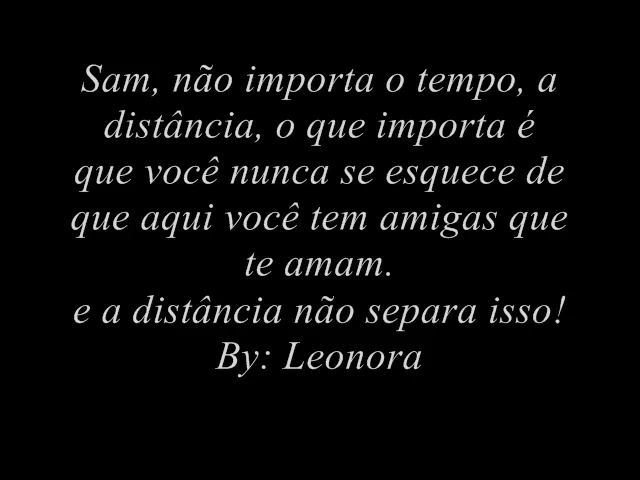 Sam, não importa o tempo, a
distância, o que importa é
que você nunca se esquece de
que aqui você tem amigas que
te amam.
e a distância não separa isso!
By: Leonora